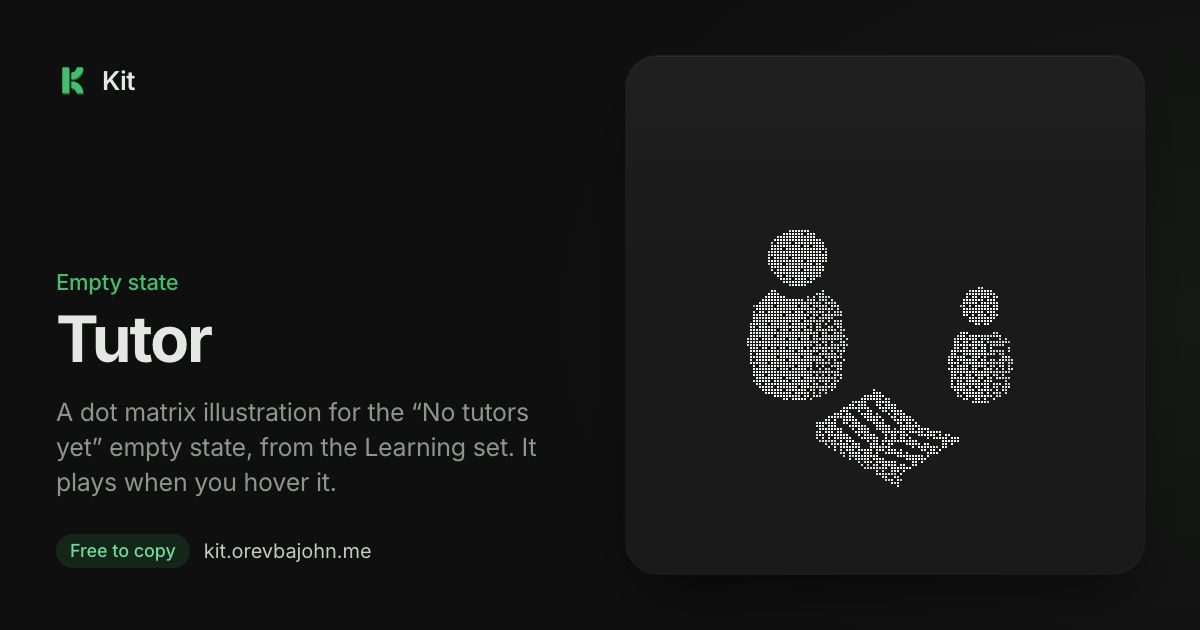 Kit
Empty state
Tutor
A dot matrix illustration for the “No tutors
yet” empty state, from the Learning set. It
plays when you hover it.
Free to copy
kit.orevbajohn.me